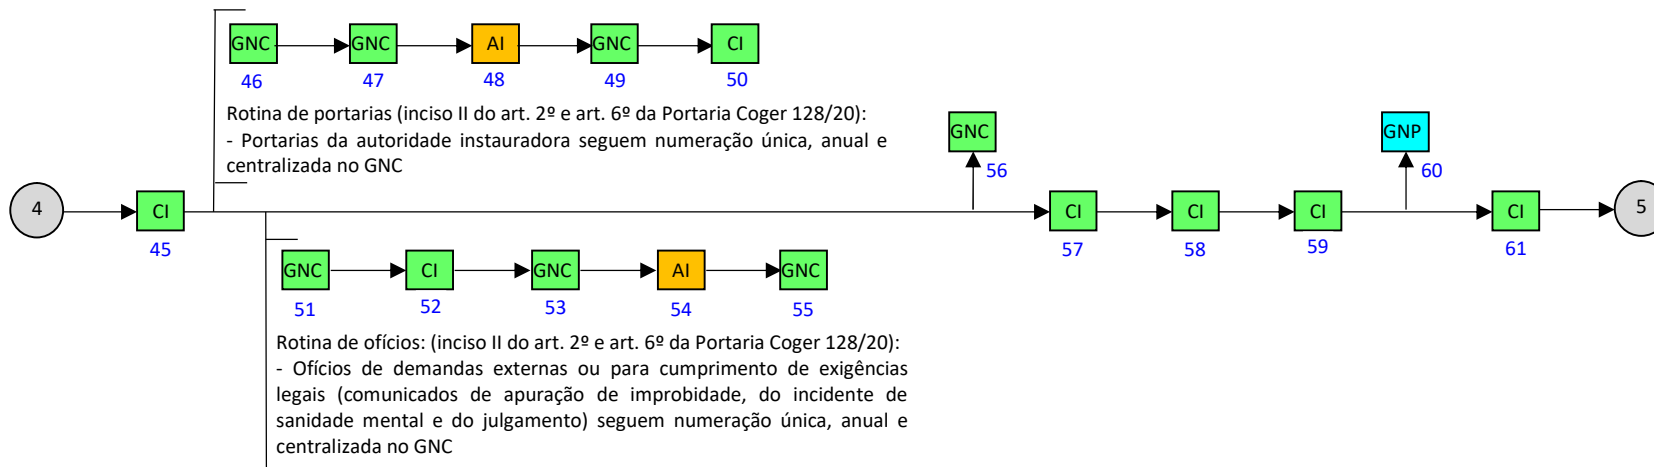 GNC GNC AI GNC CI
46 47 48 49 50
Rotina de portarias (inciso II do art. 2º e art. 6º da Portaria Coger 128/20):
- Portarias da autoridade instauradora seguem numeração única, anual e
centralizada no GNC
GNC GNP
56 60
4 CI CI CI CI CI 5
45 57 58 59 61
GNC CI GNC AI GNC
51 52 53 54 55
Rotina de ofícios: (inciso II do art. 2º e art. 6º da Portaria Coger 128/20):
- Ofícios de demandas externas ou para cumprimento de exigências
legais (comunicados de apuração de improbidade, do incidente de
sanidade mental e do julgamento) seguem numeração única, anual e
centralizada no GNC